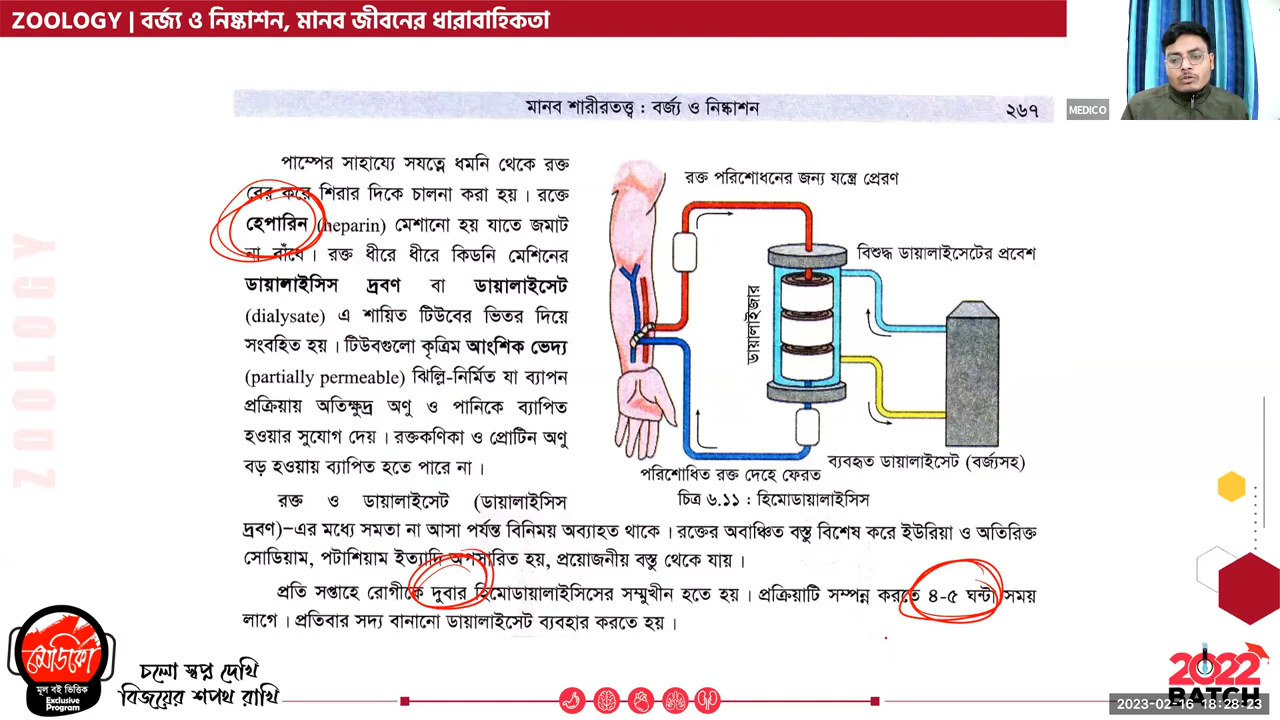 ZOOLOGY | বর্জ্য ও নিষ্কাশন, মানব জীবনের ধারাবাহিকতা
MEDICO
মানব শারীরতত্ত্ব : বর্জ্য ও নিষ্কাশন
২৬৭
পাম্পের সাহায্যে সযত্নে ধমনি থেকে রক্ত
বের করে শিরার দিকে চালনা করা হয়। রক্তে
হেপারিন (heparin) মেশানো হয় যাতে জমাট
না বাঁধে। রক্ত ধীরে ধীরে কিডনি মেশিনের
ডায়ালাইসিস দ্রবণ বা ডায়ালাইসেট
(dialysate) এ শায়িত টিউবের ভিতর দিয়ে
সংবহিত হয়। টিউবগুলো কৃত্রিম আংশিক ভেদ্য
(partially permeable) ঝিল্লি-নির্মিত যা ব্যাপন
প্রক্রিয়ায় অতিক্ষুদ্র অণু ও পানিকে ব্যাপিত
হওয়ার সুযোগ দেয়। রক্তকণিকা ও প্রোটিন অণু
বড় হওয়ায় ব্যাপিত হতে পারে না।
রক্ত পরিশোধনের জন্য যন্ত্রে প্রেরণ
বিশুদ্ধ ডায়ালাইসেটের প্রবেশ
ডায়ালাইজার
ব্যবহৃত ডায়ালাইসেট (বর্জ্যসহ)
পরিশোধিত রক্ত দেহে ফেরত
চিত্র ৬.১১ : হিমোডায়ালাইসিস
রক্ত ও ডায়ালাইসেট (ডায়ালাইসিস
দ্রবণ)–এর মধ্যে সমতা না আসা পর্যন্ত বিনিময় অব্যাহত থাকে। রক্তের অবাঞ্চিত বস্তু বিশেষ করে ইউরিয়া ও অতিরিক্ত
সোডিয়াম, পটাশিয়াম ইত্যাদি অপসারিত হয়, প্রয়োজনীয় বস্তু থেকে যায়।
প্রতি সপ্তাহে রোগীকে দুবার হিমোডায়ালাইসিসের সম্মুখীন হতে হয়। প্রক্রিয়াটি সম্পন্ন করতে ৪-৫ ঘন্টা সময়
লাগে। প্রতিবার সদ্য বানানো ডায়ালাইসেট ব্যবহার করতে হয়।
ZOOLOGY
মেডিকো
মূল বই ভিত্তিক
Exclusive
Program
চলো স্বপ্ন দেখি
বিজয়ের শপথ রাখি
2022
BATCH
2023-02-16 18:28:23